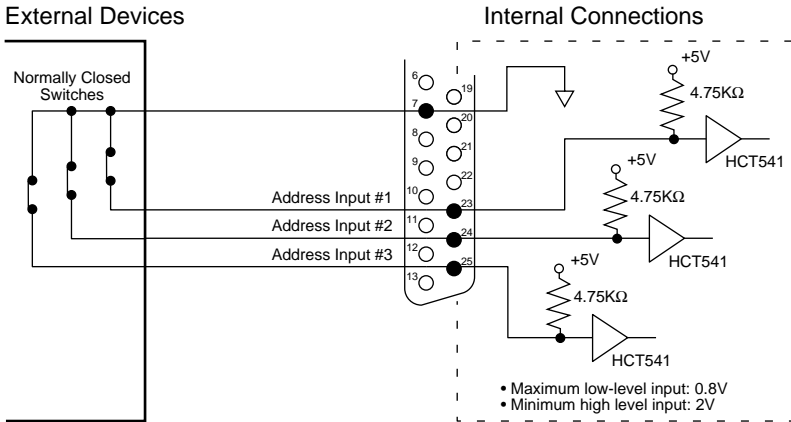 External Devices
Internal Connections
Normally Closed
Switches
6
7
8
9
10
11
12
13
19
20
21
22
23
24
25
Address Input #1
Address Input #2
Address Input #3
+5V
4.75KΩ
HCT541
+5V
4.75KΩ
HCT541
+5V
4.75KΩ
HCT541
• Maximum low-level input: 0.8V
• Minimum high level input: 2V